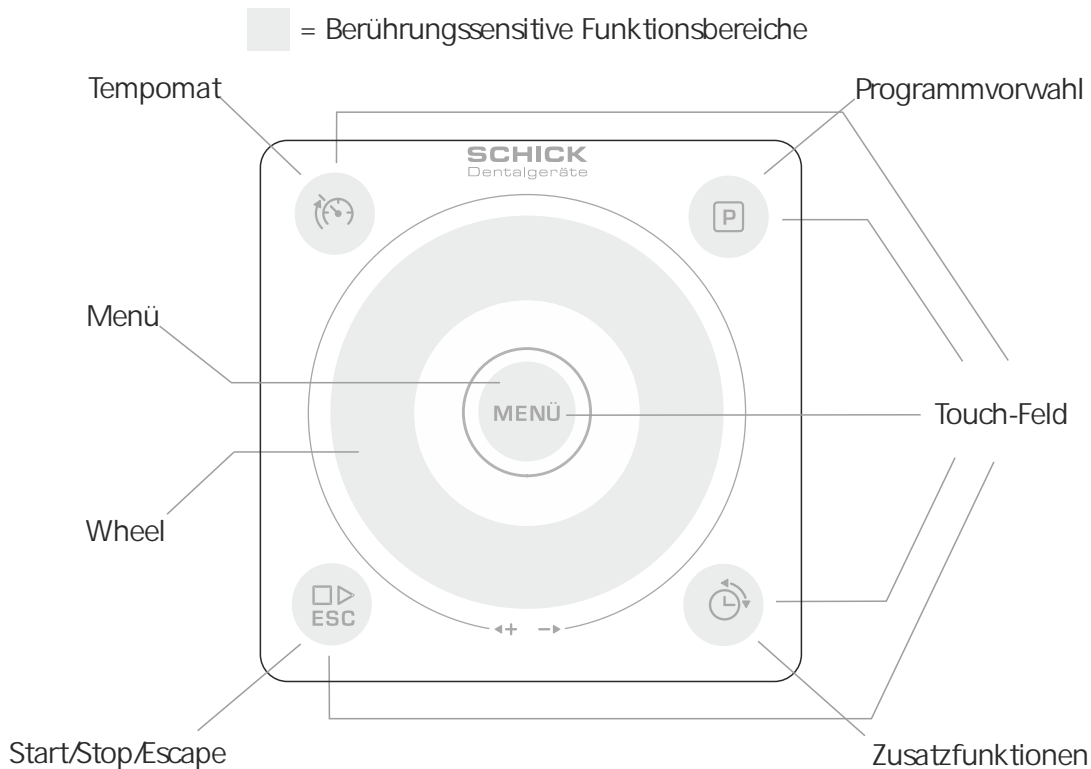 = Berührungssensitive Funktionsbereiche
Tempomat
Programmvorwahl
SCHICK
Dentalgeräte
P
Menü
MENÜ
Touch-Feld
Wheel
ESC
+ −
Start/Stop/Escape
Zusatzfunktionen